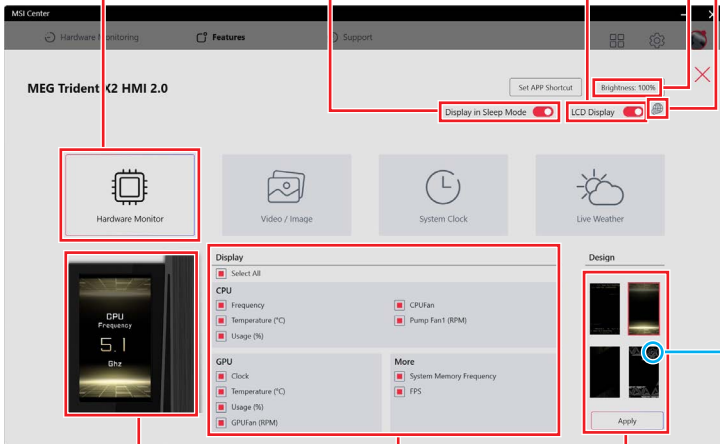 MSI Center
Hardware Monitoring
Features
Support
MEG Trident X2 HMI 2.0
Set APP Shortcut
Brightness: 100%
Display in Sleep Mode
LCD Display
Hardware Monitor
Video / Image
System Clock
Live Weather
Display
Select All
CPU
Frequency
CPUFan
Temperature (°C)
Pump Fan1 (RPM)
Usage (%)
GPU
Clock
Temperature (°C)
Usage (%)
GPUFan (RPM)
More
System Memory Frequency
FPS
Design
Apply
CPU
Frequency
5.1
Ghz